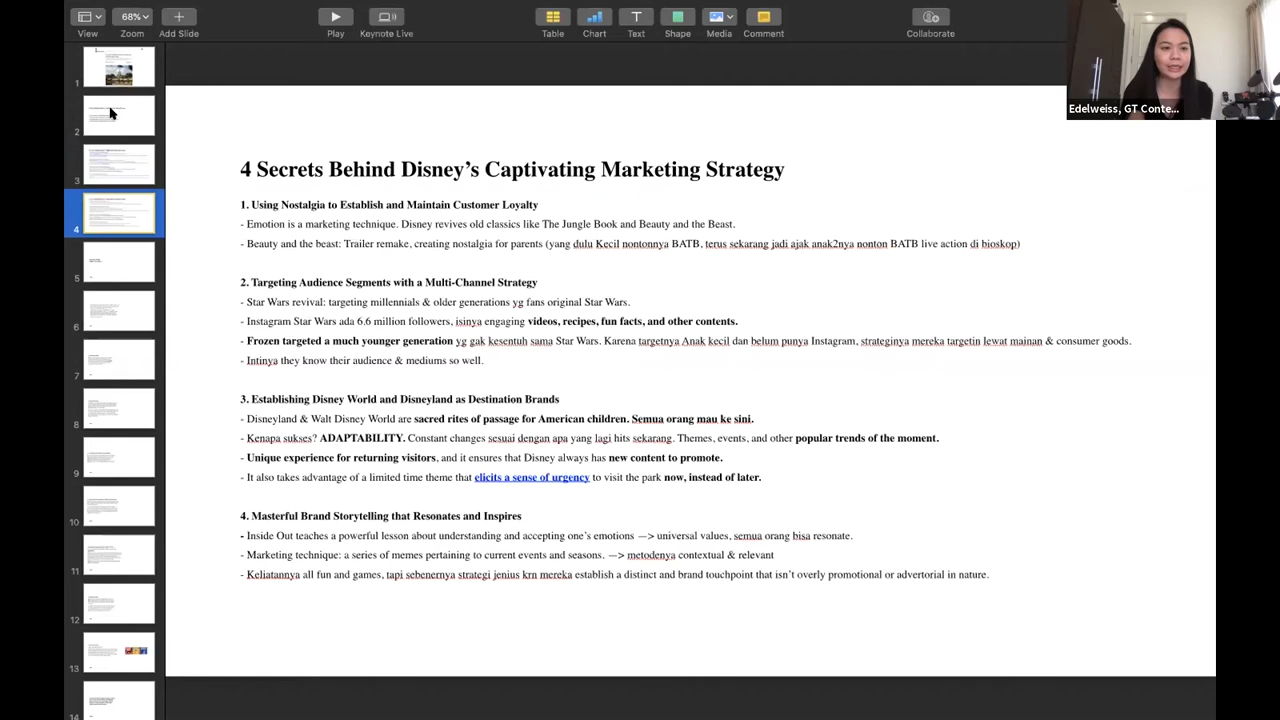 68%
View
Zoom
Add Slide
Play
Keynote Live
Table
Chart
Text
Shape
Media
Comment
Collaborate
Edelweiss, GT Conte...
1
2
3
4
5
6
7
8
9
10
11
12
13
14
4 Secrets Behind Disney's Captivating Marketing Strategy
1. Using Nostalgia to Establish and Maintain Customer Loyalty
- Emotion is a marketing technique. Disney revives old classics like The Jungle Book and Beauty and the Beast.
- Beauty and the beast: Trailer remake, creating nostalgia for parents (yang dulu Kecil nontonnya BATB, terus sekarang jadi ajak anak2nya nonton BATB live action di bioskop)
2. Targeting Audience Segments with a Multi-Channel Strategy
- Star Wars revival: targeting millennials & older generations yg fans original Star Wars.
- Instagram Star Wars ada 6.6 million followers, isinya engaging videos, recipes, fun facts, and other contents.
- Frozen targeted a much younger generation yg gak kesentuh sama Star Wars. Karena targetnya Anak kecil dan belum punya Instagram, strateginya mereka targetin lewat mainan & consumer goods.
- Intinya they know their audience & mediums so well.
3. Establishing Disney World and Disneyland as Destination Brands
- Disneyland & Walt Disney World are sacred rites of passage for American children. Semua orang mau ke sini.
- Kenapa sukses? ADAPTABILITY. Constant changes sesuai dengan apa yang lagi hits sekarang. Themes, events, and other popular trends of the moment.
- Unique experience for returning visitors, and it ensures that Disney always has new content to promote.
- It also takes advantage of a limited time theme that elicits a sense of urgency to visit the park now, instead of later.
4. Masterful Brand Storytelling that Resonates and Inspires
- Inside Out teaches a powerful lesson about understanding and accepting one's emotions —> universal values, semua orang bisa resonate.
- Marketing technique: a series of memes pertaining to current events and seasons. —> metodenya contextual & relevant
- Keliatannya all fun and games, tapi sebenernya strategi jenius krn mereka establish a distinct and brand touchpoint that isn't overly promotional or advertorial in nature.